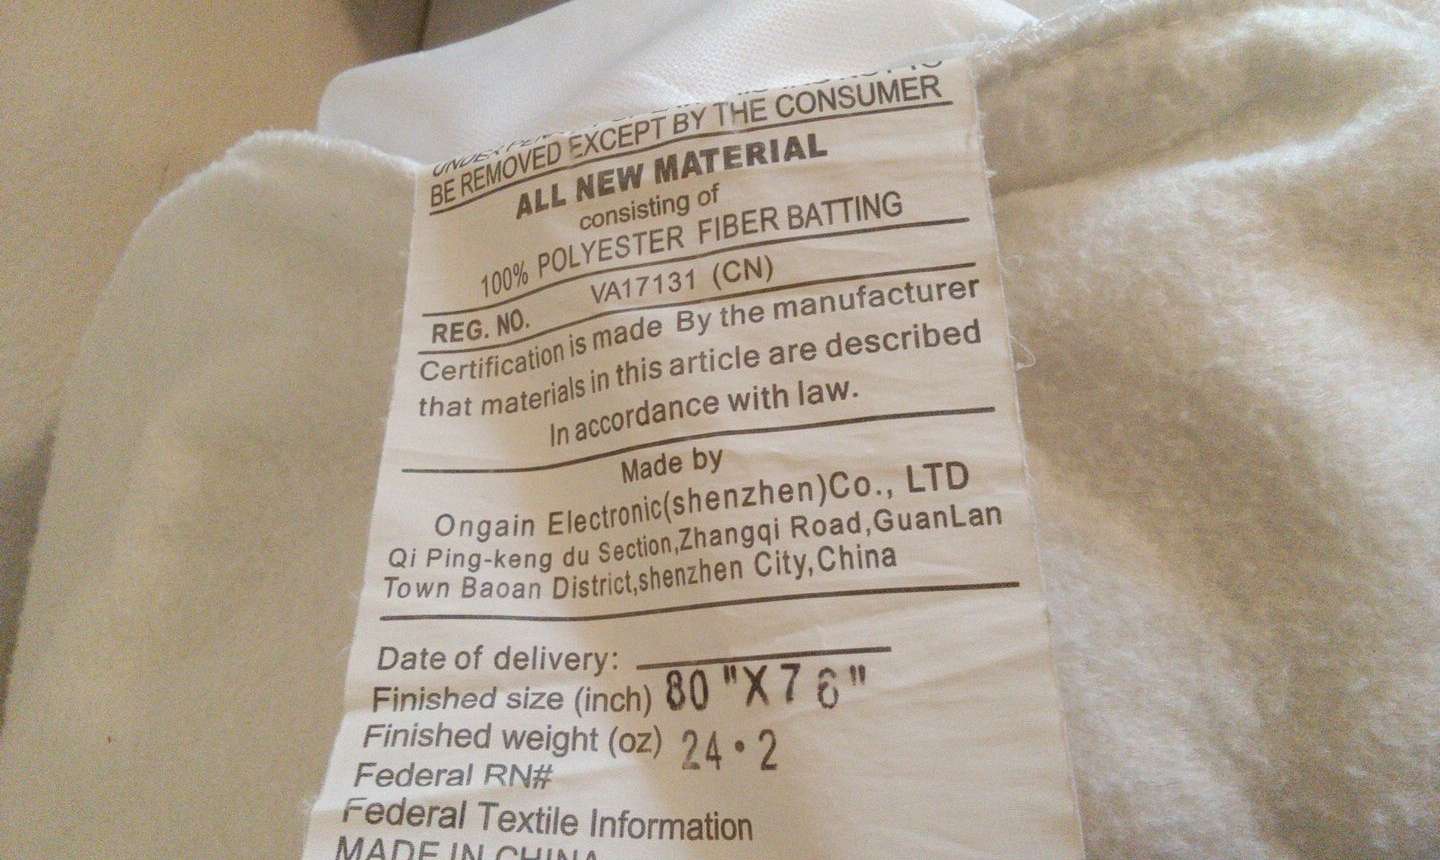 BE REMOVED EXCEPT BY THE CONSUMER
ALL NEW MATERIAL
consisting of
100% POLYESTER FIBER BATTING
REG. NO. VA17131 (CN)
Certification is made By the manufacturer
that materials in this article are described
In accordance with law.
Made by
Ongain Electronic(shenzhen)Co., LTD
Qi Ping-keng du Section,Zhangqi Road,GuanLan
Town Baoan District,shenzhen City,China
Date of delivery:
Finished size (inch) 80"X76"
Finished weight (oz) 24.2
Federal RN#
Federal Textile Information
MADE IN CHINA